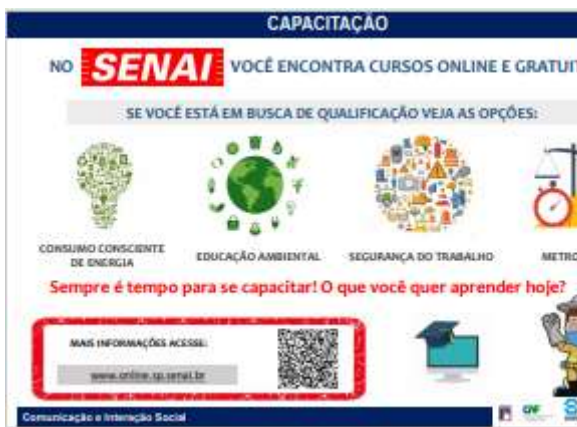 CAPACITAÇÃO
NO SENAI VOCÊ ENCONTRA CURSOS ONLINE E GRATUIT
SE VOCÊ ESTÁ EM BUSCA DE QUALIFICAÇÃO VEJA AS OPÇÕES:
CONSUMO CONSCIENTE
DE ENERGIA
EDUCAÇÃO AMBIENTAL
SEGURANÇA DO TRABALHO
METRO
Sempre é tempo para se capacitar! O que você quer aprender hoje?
MAIS INFORMAÇÕES ACESSE:
www.online.sp.senai.br
Comunicação e Interação Social